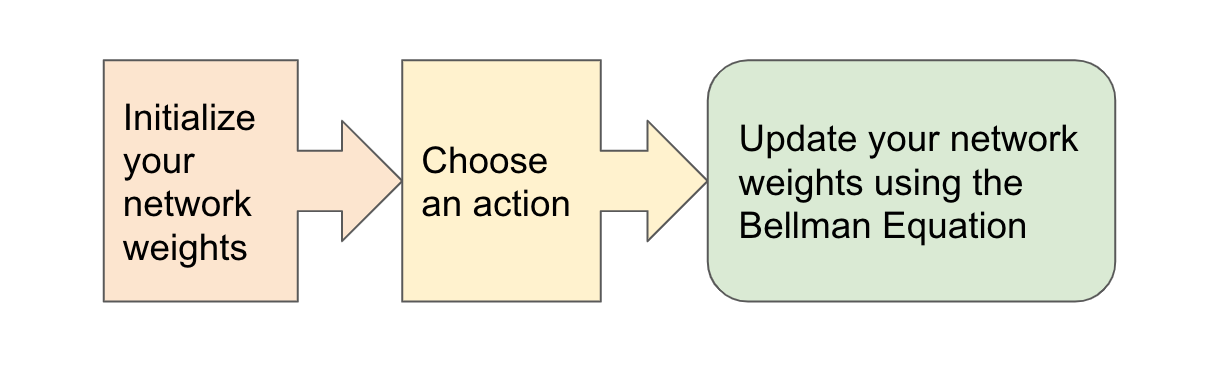 Initialize
your
network
weights
Choose
an action
Update your network
weights using the
Bellman Equation